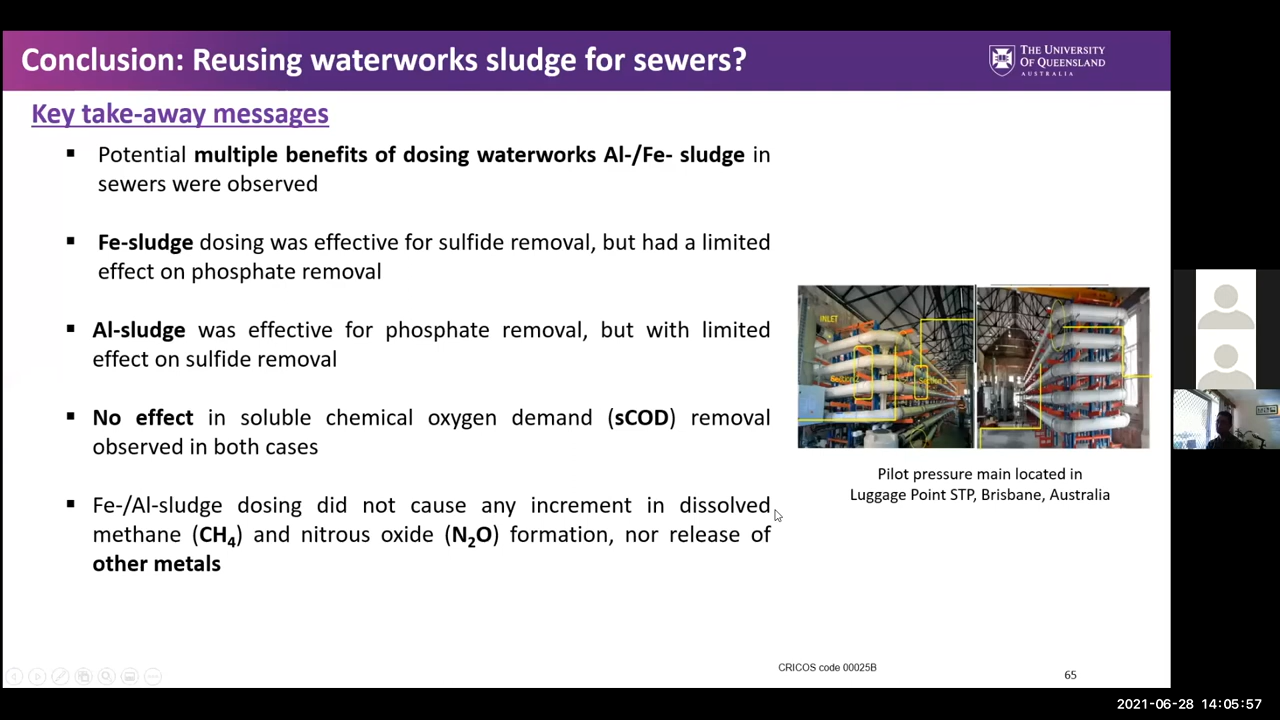 Conclusion: Reusing waterworks sludge for sewers?
THE UNIVERSITY
OF QUEENSLAND
AUSTRALIA
Key take-away messages
▪ Potential multiple benefits of dosing waterworks Al-/Fe- sludge in
sewers were observed
▪ Fe-sludge dosing was effective for sulfide removal, but had a limited
effect on phosphate removal
▪ Al-sludge was effective for phosphate removal, but with limited
effect on sulfide removal
▪ No effect in soluble chemical oxygen demand (sCOD) removal
observed in both cases
▪ Fe-/Al-sludge dosing did not cause any increment in dissolved
methane (CH₄) and nitrous oxide (N₂O) formation, nor release of
other metals
INLET
Pilot pressure main located in
Luggage Point STP, Brisbane, Australia
CRICOS code 00025B
65
2021-06-28 14:05:57